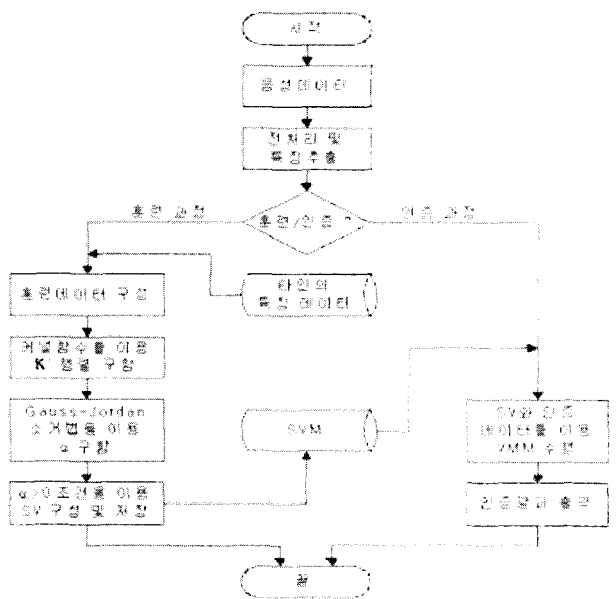 시작
음성데이터
전처리 및
특징추출
훈련/인증 ?
훈련 과정
인증 과정
훈련데이터 구성
타인의
특징 데이터
커널함수를 이용
K 행렬 구함
Gauss-Jordan
소거법을 이용
α 구함
SVM
SV와 인증
데이터를 이용
수행
α>0 조건을 이용
SV 구성 및 저장
인증결과 출력
끝